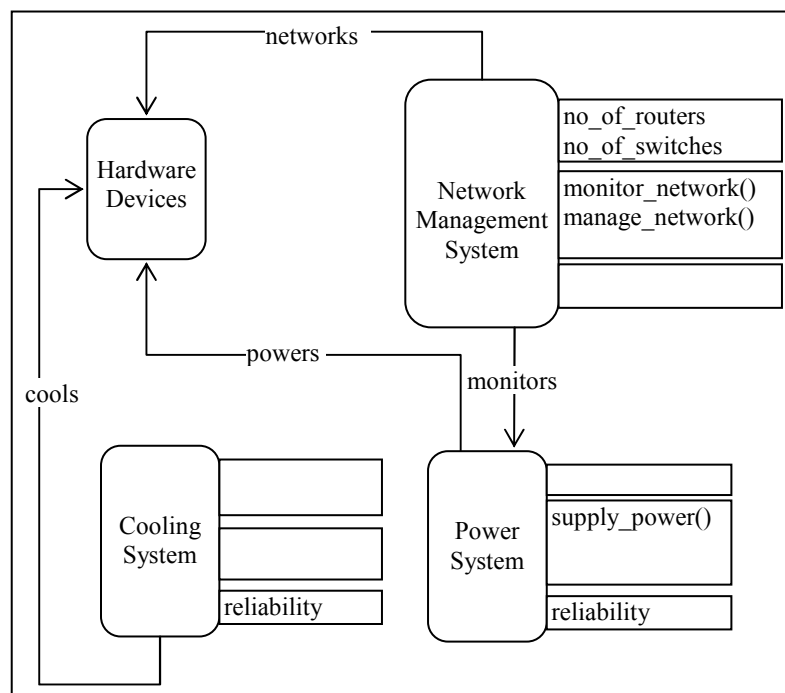 networks
no_of_routers
no_of_switches
Hardware
Devices
Network
Management
System
monitor_network()
manage_network()
powers
monitors
cools
Cooling
System
reliability
Power
System
supply_power()
reliability